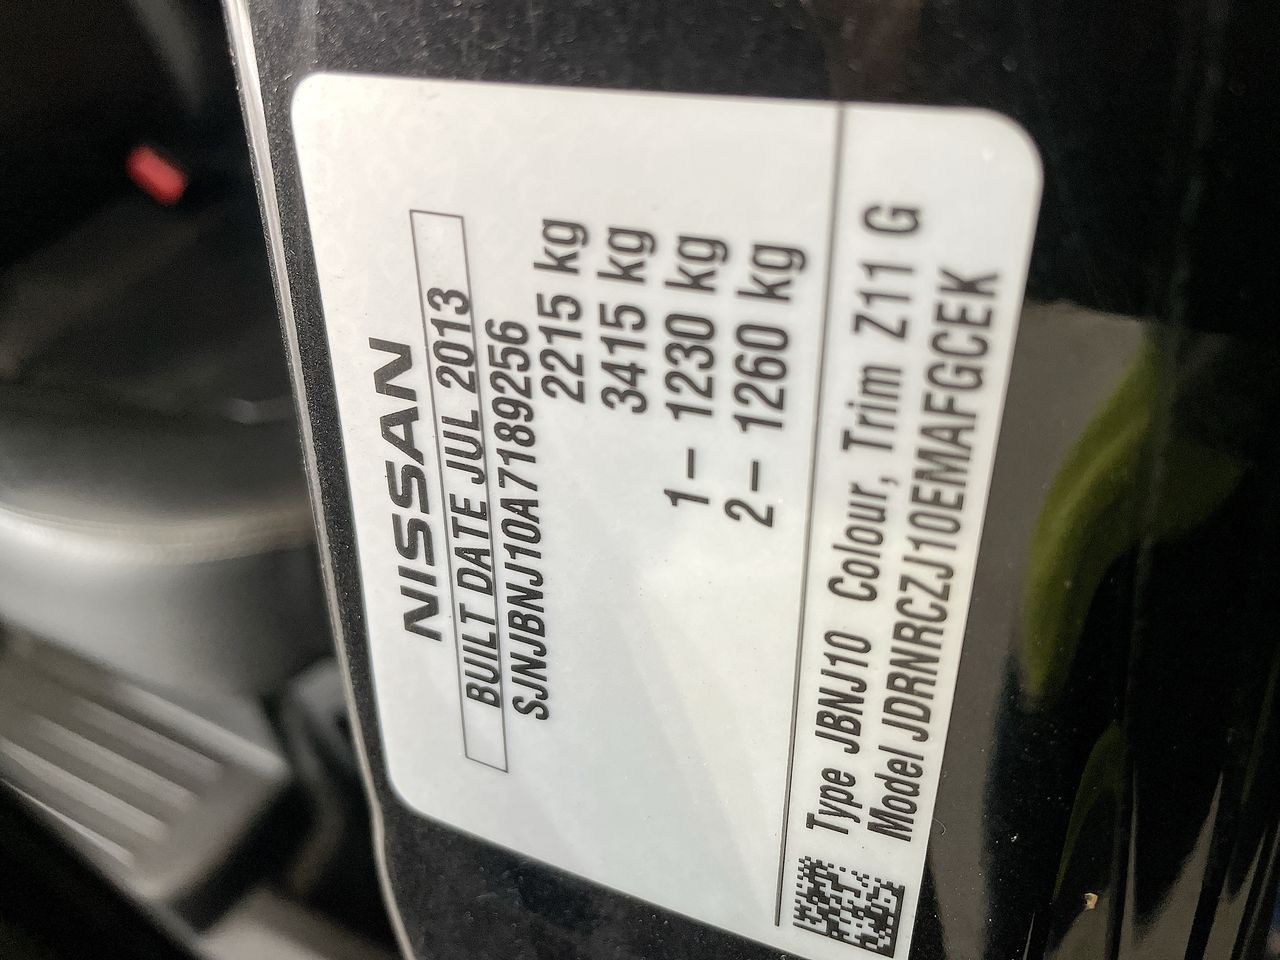 NISSAN
BUILT DATE JUL 2013
SJNJBNJ10A7189256
2215 kg
3415 kg
1– 1230 kg
2– 1260 kg
Type JBNJ10 Colour, Trim Z11 G
Model JDRNRCZJ10EMAFGCEK